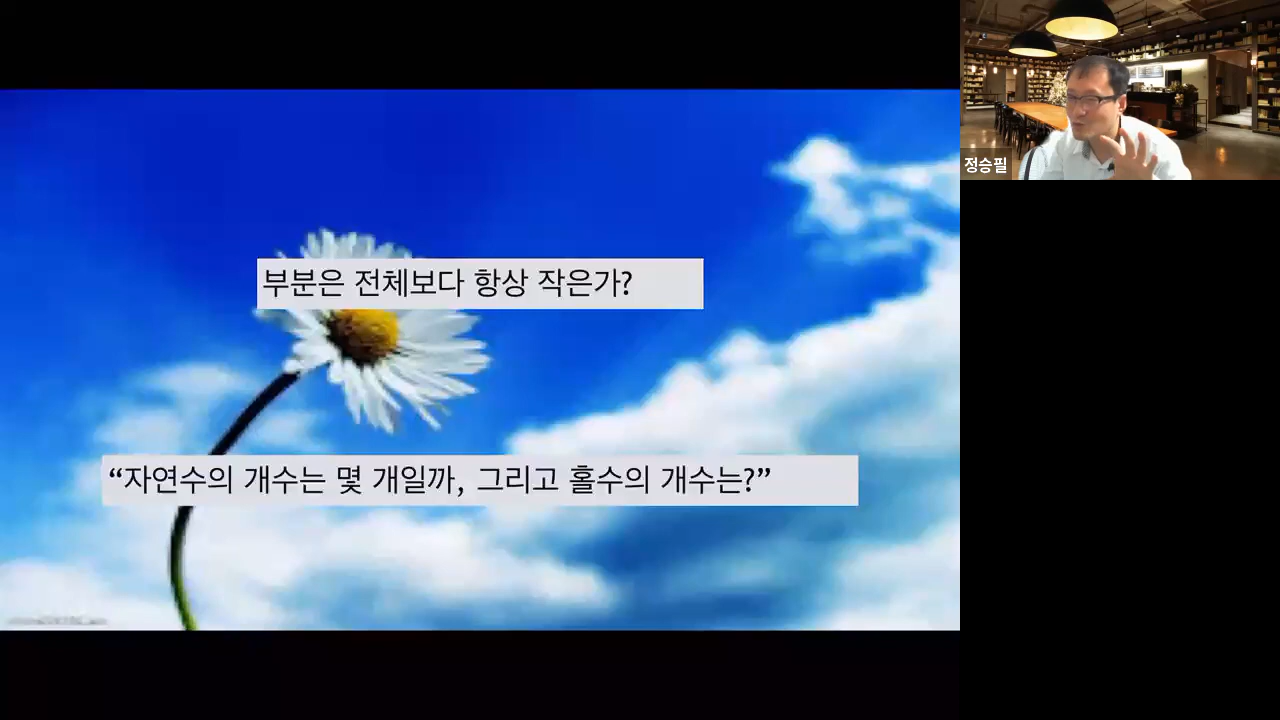 부분은 전체보다 항상 작은가?
“자연수의 개수는 몇 개일까, 그리고 홀수의 개수는?”
정승필